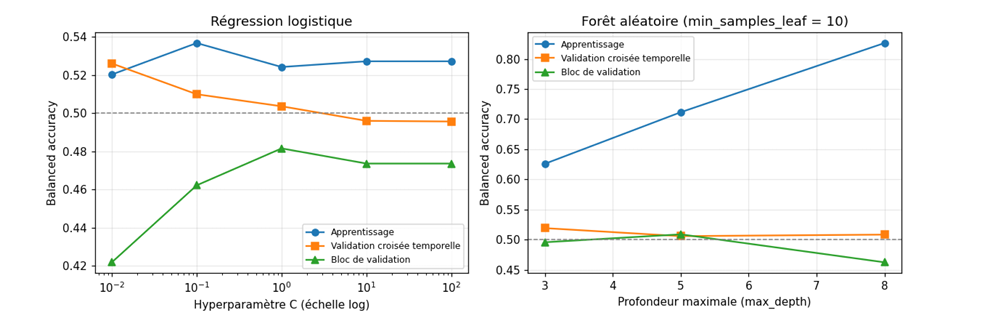 Régression logistique
Balanced accuracy
0.54
0.52
0.50
0.48
0.46
0.44
0.42
Apprentissage
Validation croisée temporelle
Bloc de validation
10⁻² 10⁻¹ 10⁰ 10¹ 10²
Hyperparamètre C (échelle log)
Forêt aléatoire (min_samples_leaf = 10)
Balanced accuracy
0.80
0.75
0.70
0.65
0.60
0.55
0.50
0.45
Apprentissage
Validation croisée temporelle
Bloc de validation
3 4 5 6 7 8
Profondeur maximale (max_depth)